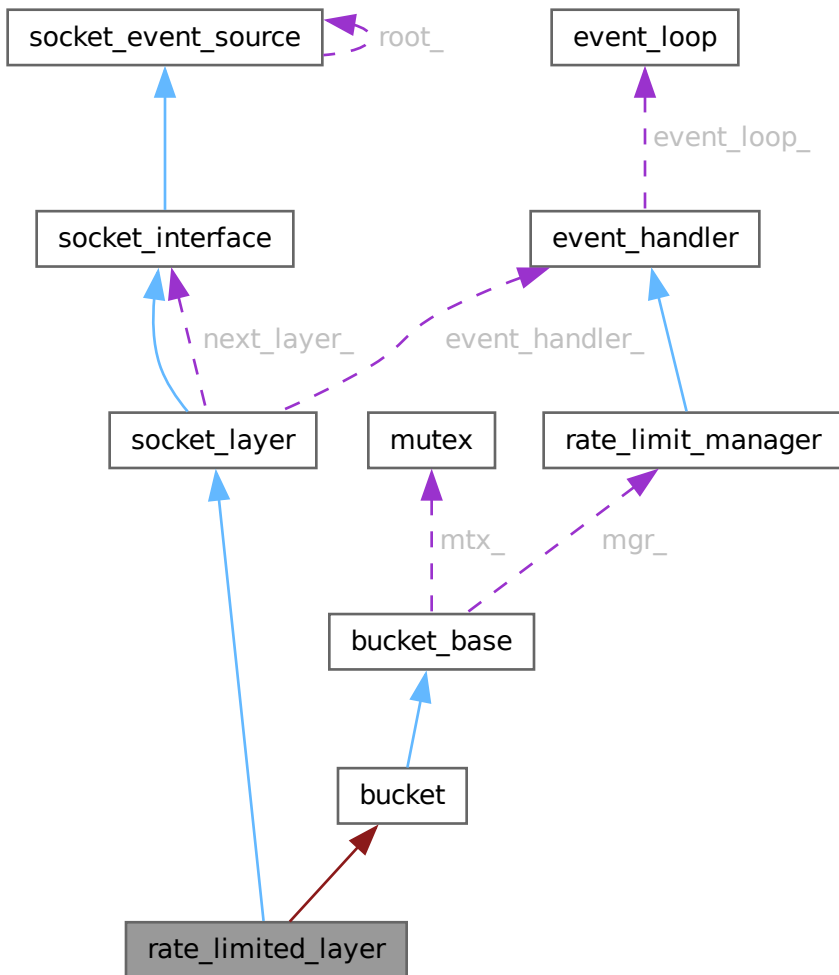 socket_event_source
root_
event_loop
event_loop_
socket_interface
event_handler
next_layer_
event_handler_
socket_layer
mutex
rate_limit_manager
mtx_
mgr_
bucket_base
bucket
rate_limited_layer